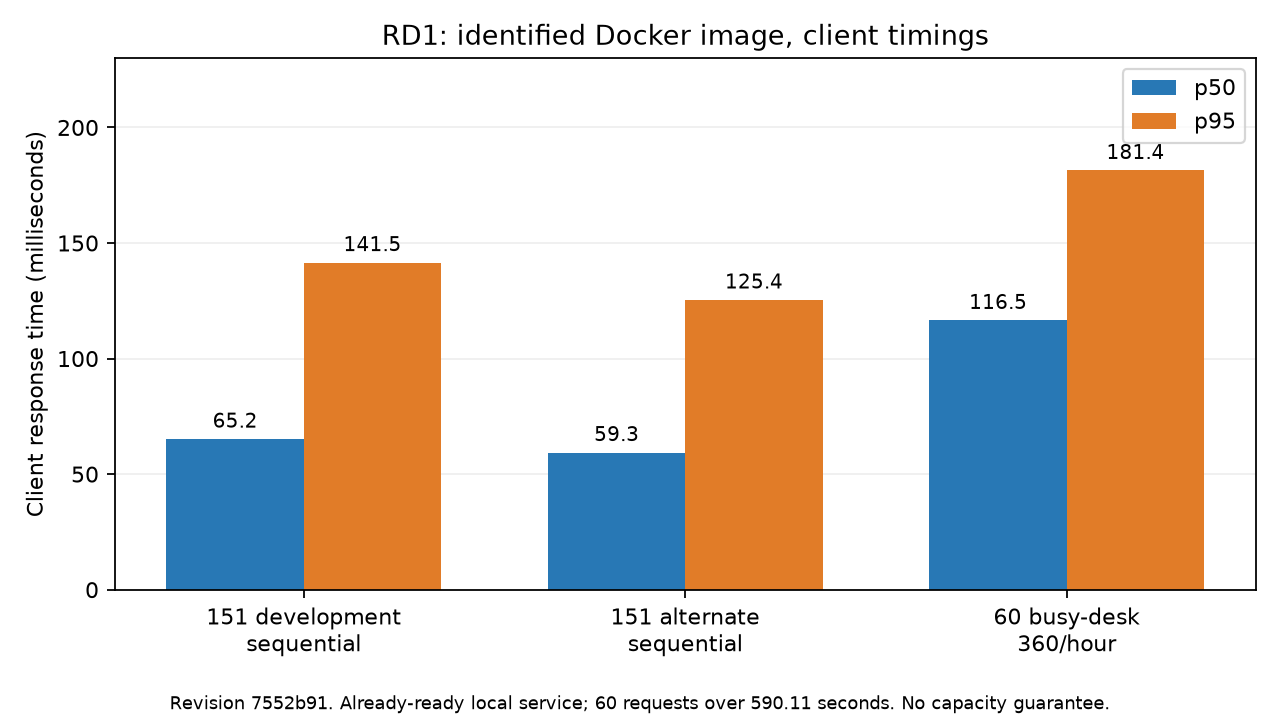 RD1: identified Docker image, client timings
p50
p95
Client response time (milliseconds)
200
150
100
50
0
65.2
141.5
59.3
125.4
116.5
181.4
151 development
sequential
151 alternate
sequential
60 busy-desk
360/hour
Revision 7552b91. Already-ready local service; 60 requests over 590.11 seconds. No capacity guarantee.